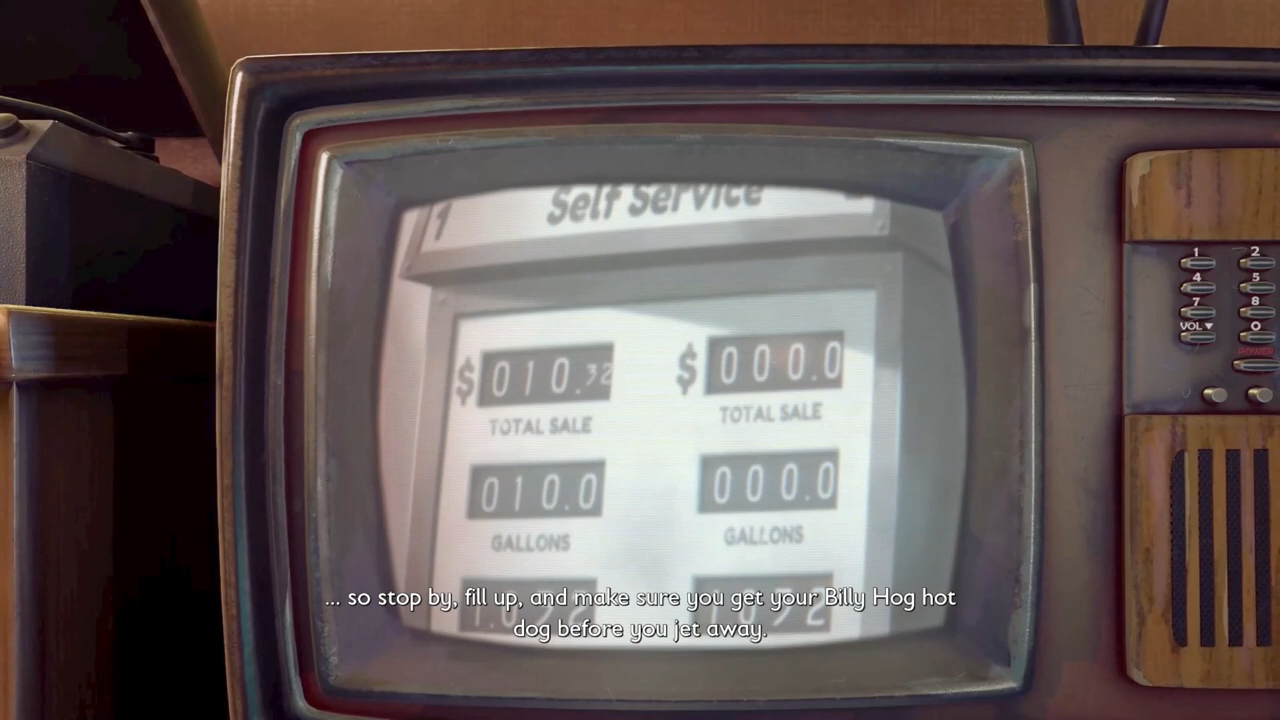 Self Service
1
$ 010.32
$ 000.0
TOTAL SALE
TOTAL SALE
010.0
000.0
GALLONS
GALLONS
... so stop by, fill up, and make sure you get your Billy Hog hot
dog before you jet away.
1 2
4 5
7 8
VOL ▼ 0
POWER